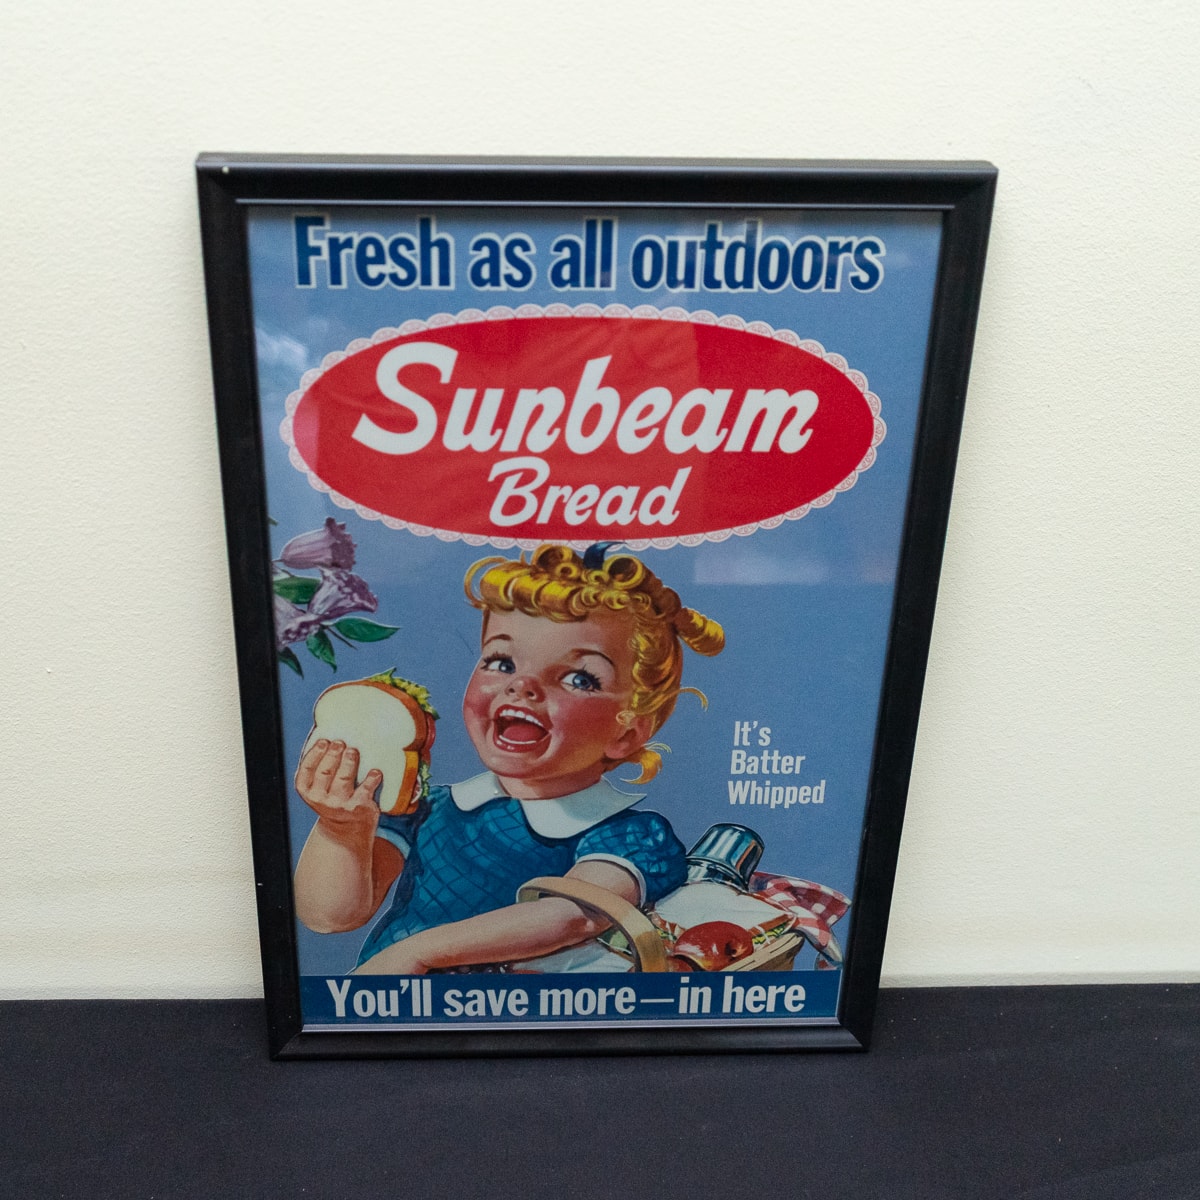 Fresh as all outdoors
Sunbeam
Bread
It's
Batter
Whipped
You'll save more—in here